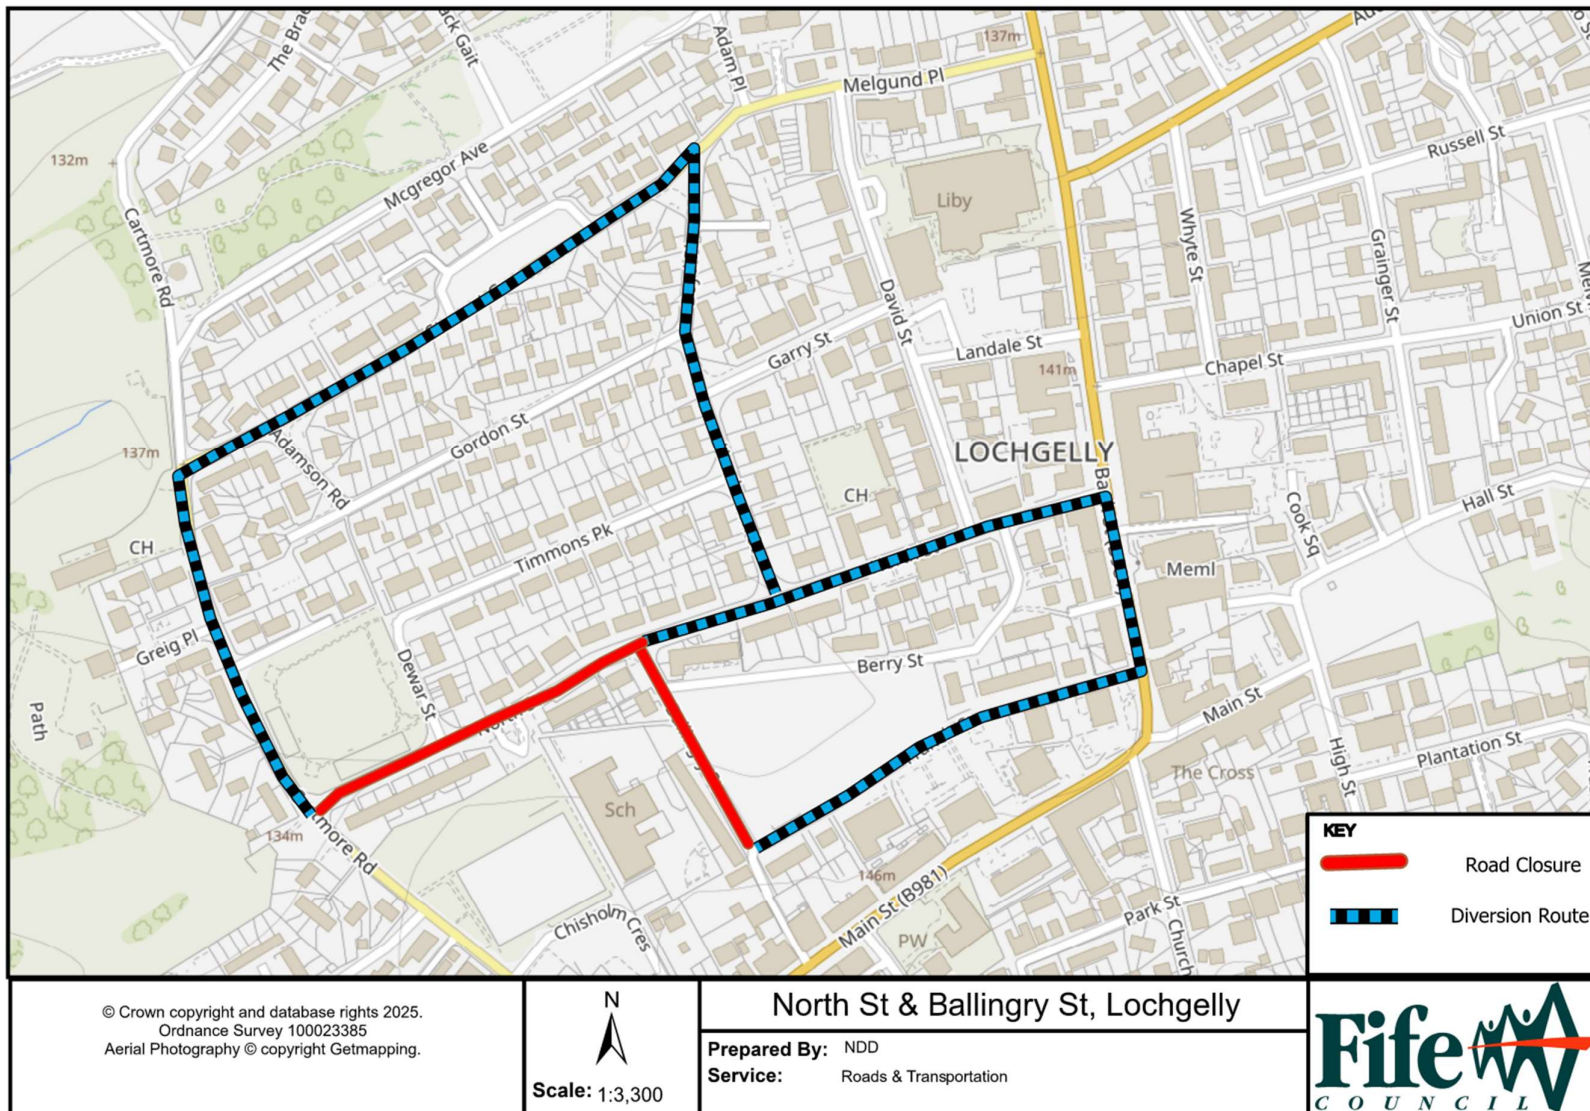 The Brae
ack Gait
Adam Pl
137m
Melgund Pl
132m
Mcgregor Ave
Russell St
Liby
Cartmore Rd
Whyte St
Grainger St
David St
Union St
Garry St
Landale St
Chapel St
141m
Gordon St
Adamson Rd
137m
LOCHGELLY
CH
Hall St
Cook Sq
CH
Timmons Pk
Meml
Greig Pl
Dewar St
Berry St
Path
Main St
High St
Plantation St
The Cross
Sch
134m
tmore Rd
146m
Main St (B981)
Chisholm Cres
Park St
PW
Church
KEY
Road Closure
Diversion Route
© Crown copyright and database rights 2025.
Ordnance Survey 100023385
Aerial Photography © copyright Getmapping.
N
Scale: 1:3,300
North St & Ballingry St, Lochgelly
Prepared By: NDD
Service: Roads & Transportation
Fife
COUNCIL